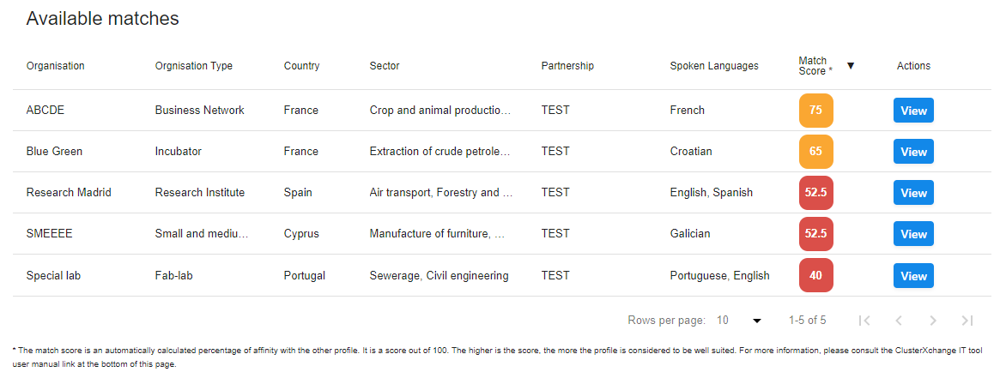 Available matches
Organisation Orgnisation Type Country Sector Partnership Spoken Languages Match Score * ▼ Actions
ABCDE Business Network France Crop and animal productio... TEST French 75 View
Blue Green Incubator France Extraction of crude petrole... TEST Croatian 65 View
Research Madrid Research Institute Spain Air transport, Forestry and ... TEST English, Spanish 52.5 View
SMEEEE Small and mediu... Cyprus Manufacture of furniture, ... TEST Galician 52.5 View
Special lab Fab-lab Portugal Sewerage, Civil engineering TEST Portuguese, English 40 View
Rows per page: 10 1-5 of 5
* The match score is an automatically calculated percentage of affinity with the other profile. It is a score out of 100. The higher is the score, the more the profile is considered to be well suited. For more information, please consult the ClusterXchange IT tool
user manual link at the bottom of this page.